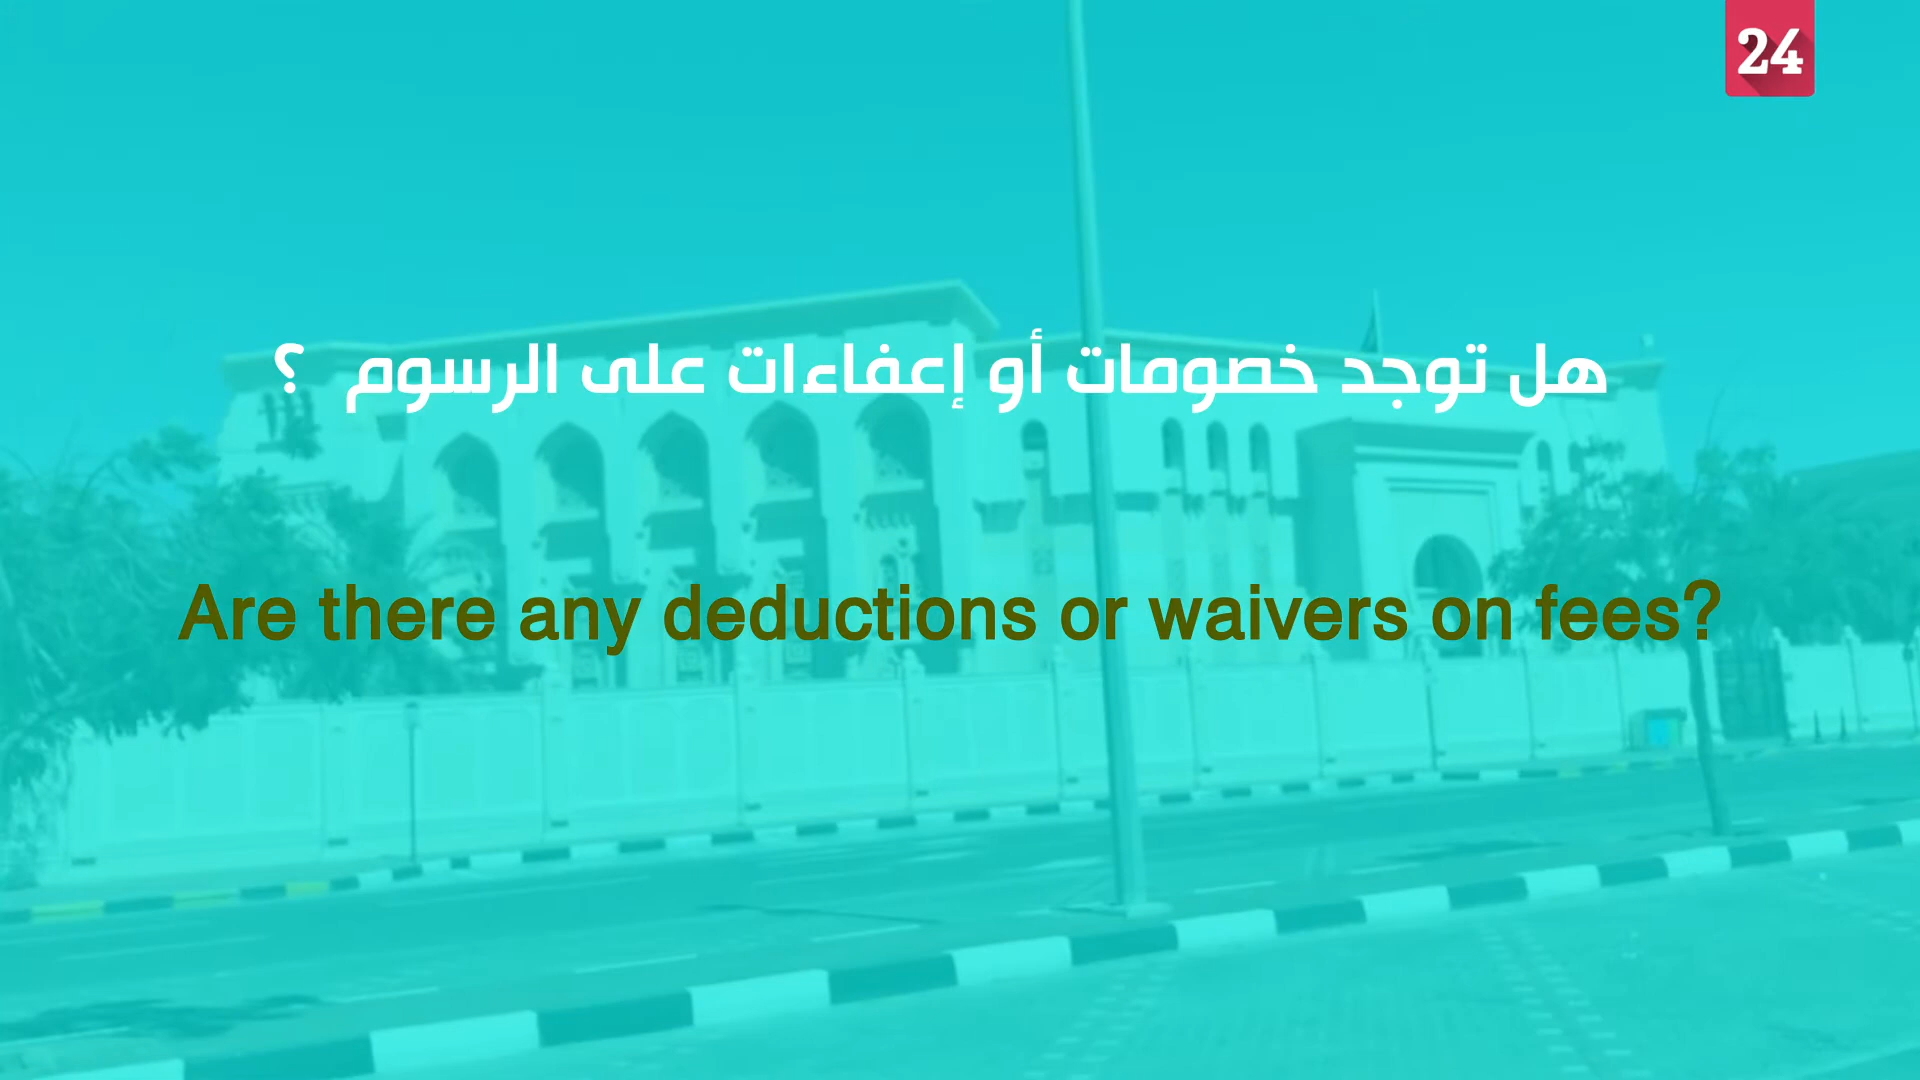 24
هل توجد خصومات أو إعفاءات على الرسوم ؟
Are there any deductions or waivers on fees?